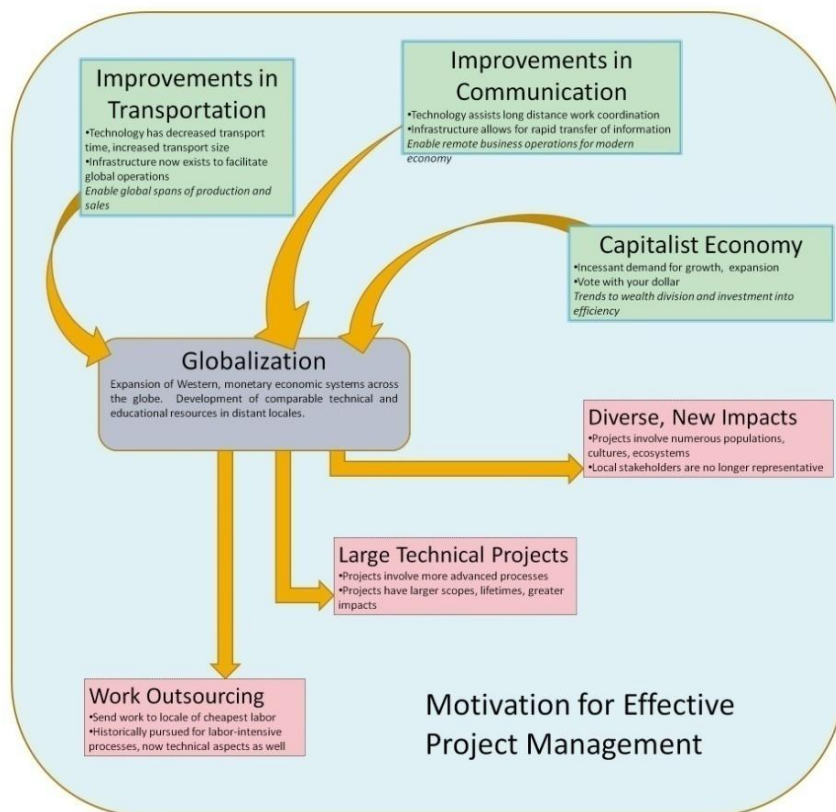 Improvements in
Transportation
•Technology has decreased transport
time, increased transport size
•Infrastructure now exists to facilitate
global operations
Enable global spans of production and
sales
Improvements in
Communication
•Technology assists long distance work coordination
•Infrastructure allows for rapid transfer of information
Enable remote business operations for modern
economy
Capitalist Economy
•Incessant demand for growth, expansion
•Vote with your dollar
Trends to wealth division and investment into
efficiency
Globalization
Expansion of Western, monetary economic systems across
the globe. Development of comparable technical and
educational resources in distant locales.
Diverse, New Impacts
•Projects involve numerous populations,
cultures, ecosystems
•Local stakeholders are no longer representative
Large Technical Projects
•Projects involve more advanced processes
•Projects have larger scopes, lifetimes, greater
impacts
Work Outsourcing
•Send work to locale of cheapest labor
•Historically pursued for labor-intensive
processes, now technical aspects as well
Motivation for Effective
Project Management